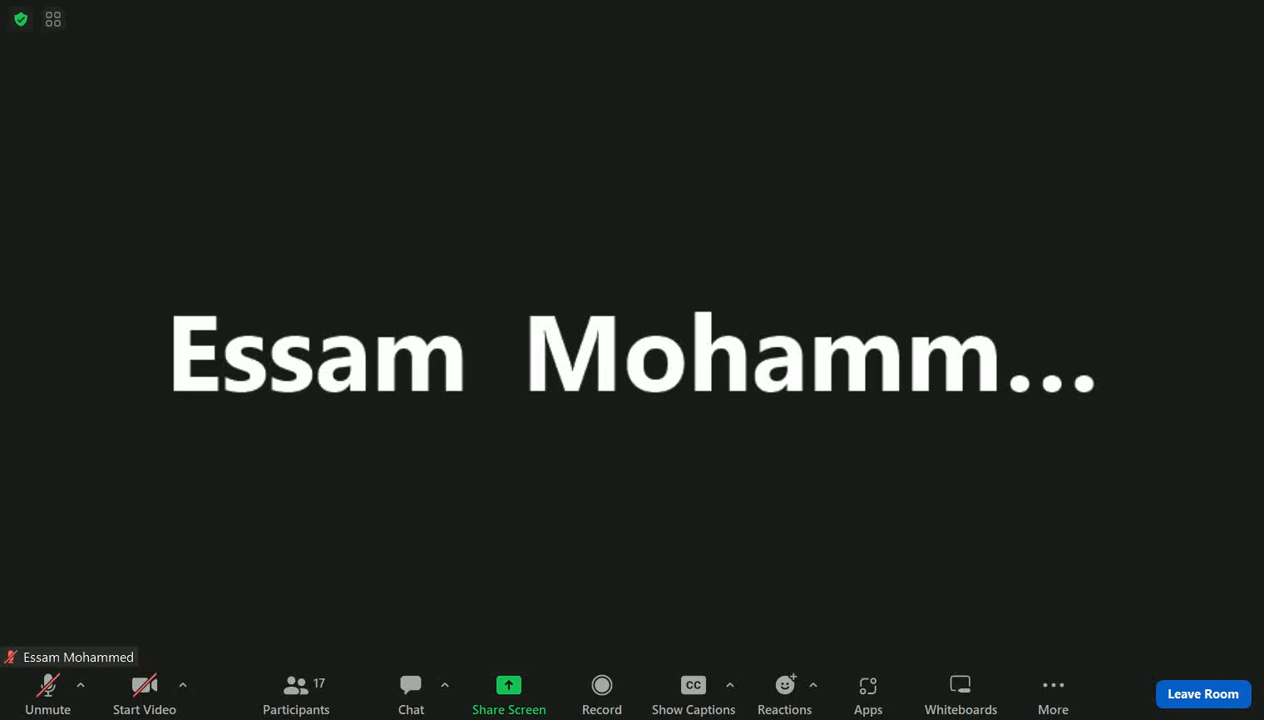 Essam Mohamm...
Essam Mohammed
Unmute
Start Video
Participants
17
Chat
Share Screen
Record
CC
Show Captions
Reactions
Apps
Whiteboards
More
Leave Room